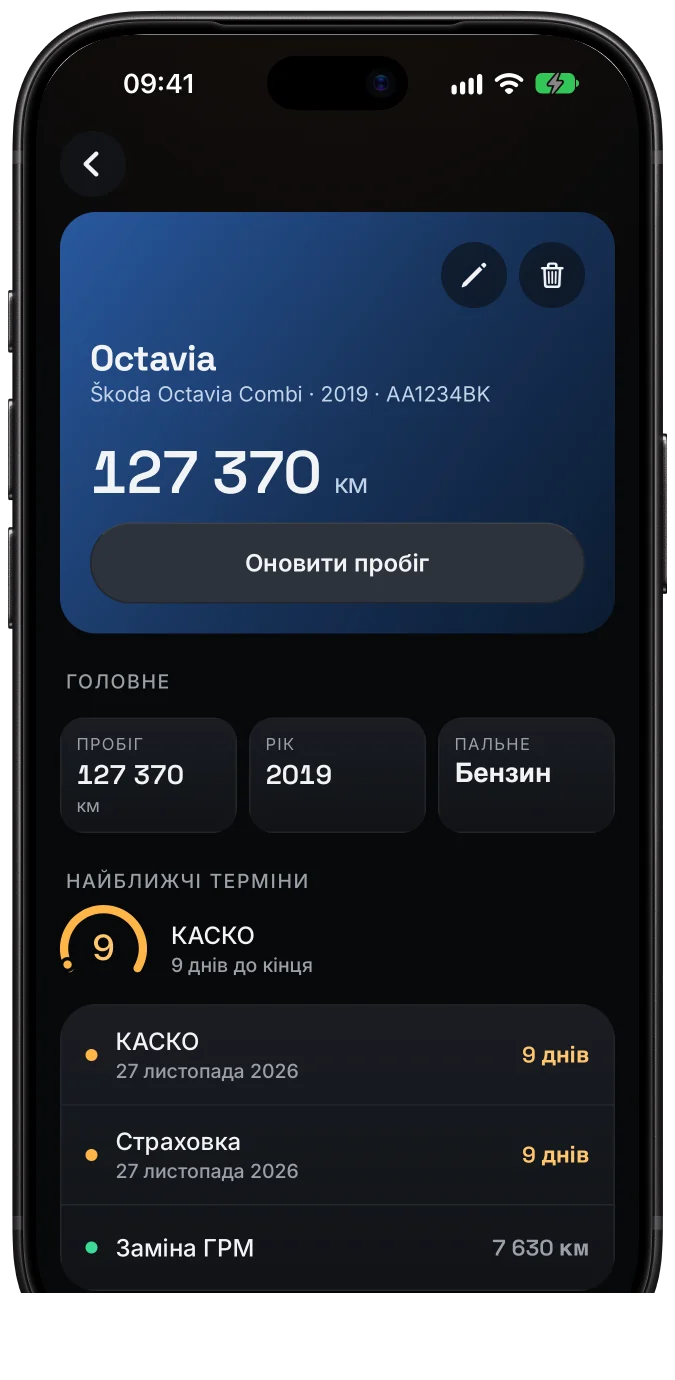 09:41
Octavia
Škoda Octavia Combi · 2019 · AA1234BK
127 370 км
Оновити пробіг
ГОЛОВНЕ
ПРОБІГ
127 370
км
РІК
2019
ПАЛЬНЕ
Бензин
НАЙБЛИЖЧІ ТЕРМІНИ
9
КАСКО
9 днів до кінця
КАСКО
27 листопада 2026
9 днів
Страховка
27 листопада 2026
9 днів
Заміна ГРМ
7 630 км